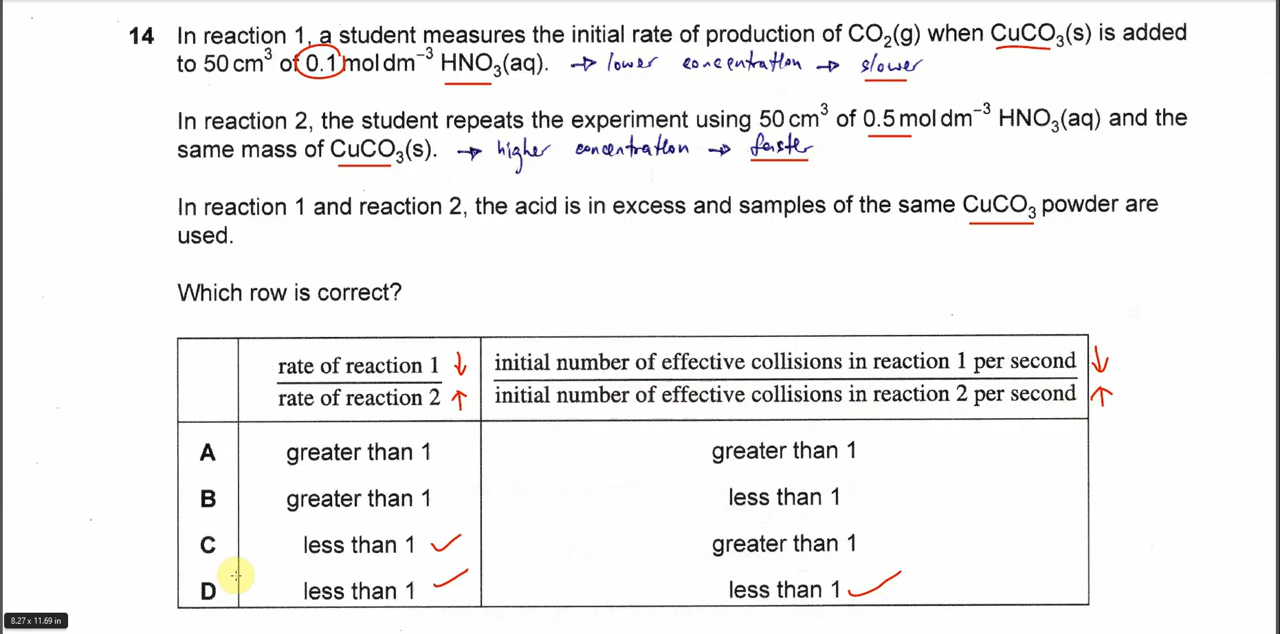 14 In reaction 1, a student measures the initial rate of production of CO₂(g) when CuCO₃(s) is added
to 50 cm³ of 0.1 mol dm⁻³ HNO₃(aq). → lower concentration → slower
In reaction 2, the student repeats the experiment using 50 cm³ of 0.5 mol dm⁻³ HNO₃(aq) and the
same mass of CuCO₃(s). → higher concentration → faster
In reaction 1 and reaction 2, the acid is in excess and samples of the same CuCO₃ powder are
used.
Which row is correct?
rate of reaction 1 ↓ initial number of effective collisions in reaction 1 per second ↓
rate of reaction 2 ↑ initial number of effective collisions in reaction 2 per second ↑
A greater than 1 greater than 1
B greater than 1 less than 1
C less than 1 ✓ greater than 1
D less than 1 ✓ less than 1 ✓
8.27 x 11.69 in